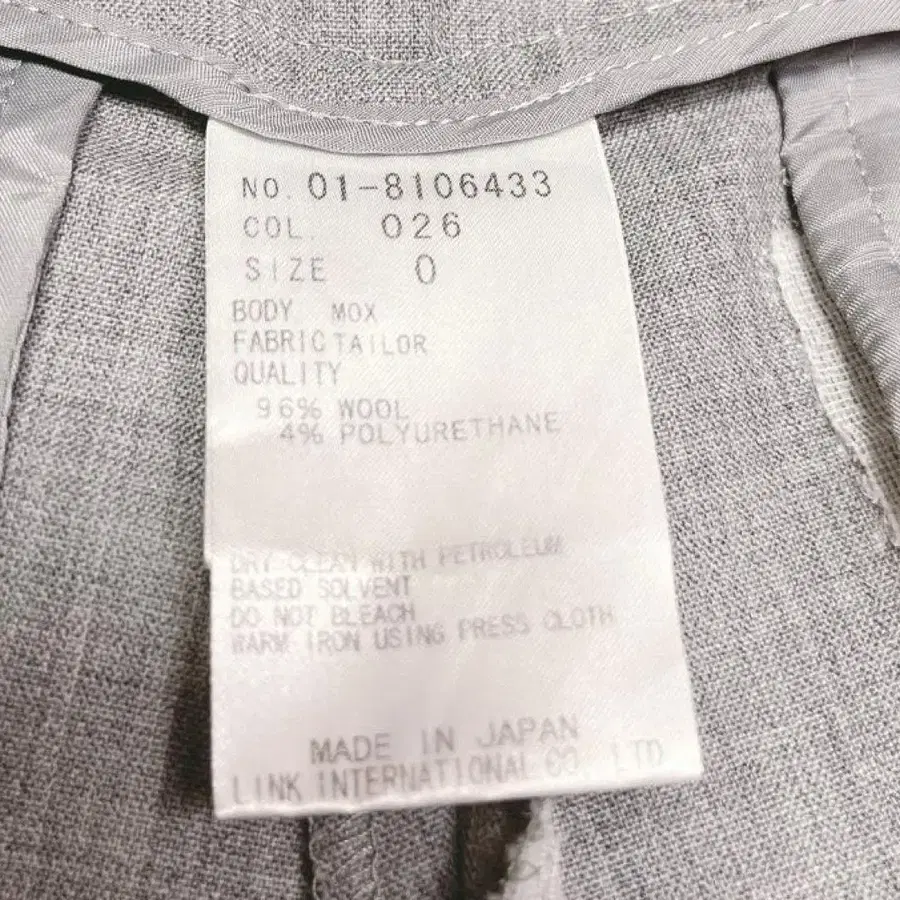 NO. 01-8106433
COL. 026
SIZE 0
BODY MOX
FABRIC TAILOR
QUALITY
96% WOOL
4% POLYURETHANE
DRY CLEAN WITH PETROLEUM
BASED SOLVENT
DO NOT BLEACH
WARM IRON USING PRESS CLOTH
MADE IN JAPAN
LINK INTERNATIONAL CO. LTD